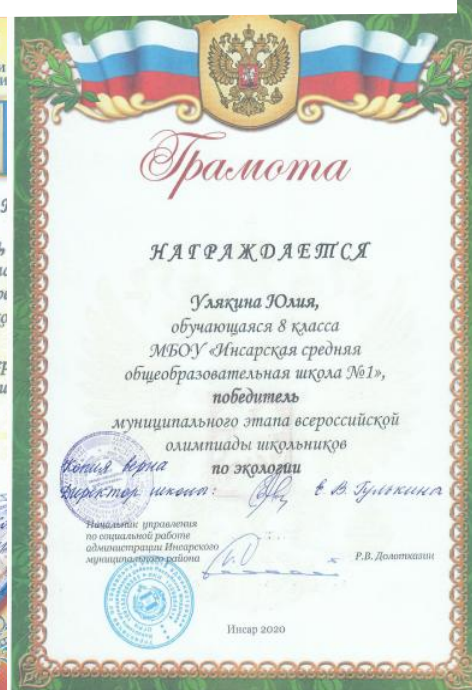 Грамота
НАГРАЖДАЕТСЯ
Улякина Юлия,
обучающаяся 8 класса
МБОУ «Инсарская средняя
общеобразовательная школа №1»,
победитель
муниципального этапа всероссийской
олимпиады школьников
по экологии
Копия верна
Директор школы: Е.В. Гулькина
Начальник управления
по социальной работе
администрации Инсарского
муниципального района
Р.В. Долотказин
Инсар 2020